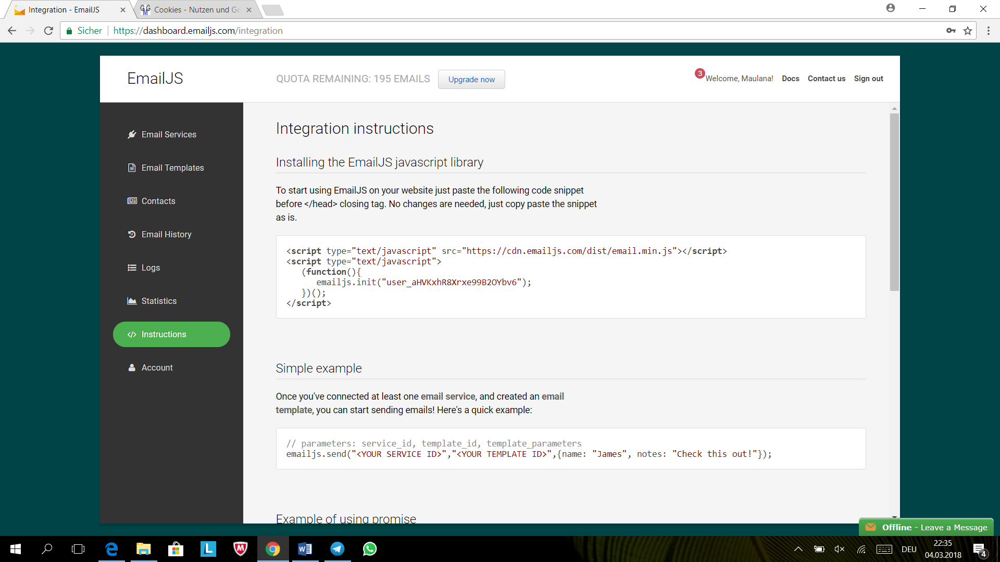 Integration - EmailJS
Cookies - Nutzen und Ge
Sicher
https://dashboard.emailjs.com/integration
EmailJS
QUOTA REMAINING: 195 EMAILS
Upgrade now
3
Welcome, Maulana!
Docs
Contact us
Sign out
Email Services
Email Templates
Contacts
Email History
Logs
Statistics
Instructions
Account
Integration instructions
Installing the EmailJS javascript library
To start using EmailJS on your website just paste the following code snippet
before </head> closing tag. No changes are needed, just copy paste the snippet
as is.
<script type="text/javascript" src="https://cdn.emailjs.com/dist/email.min.js"></script>
<script type="text/javascript">
(function(){
emailjs.init("user_aHVKxhR8Xrxe99B2OYbv6");
})();
</script>
Simple example
Once you've connected at least one email service, and created an email
template, you can start sending emails! Here's a quick example:
// parameters: service_id, template_id, template_parameters
emailjs.send("<YOUR SERVICE ID>","<YOUR TEMPLATE ID>",{name: "James", notes: "Check this out!"});
Example of using promise
Offline - Leave a Message
DEU
22:35
04.03.2018
4